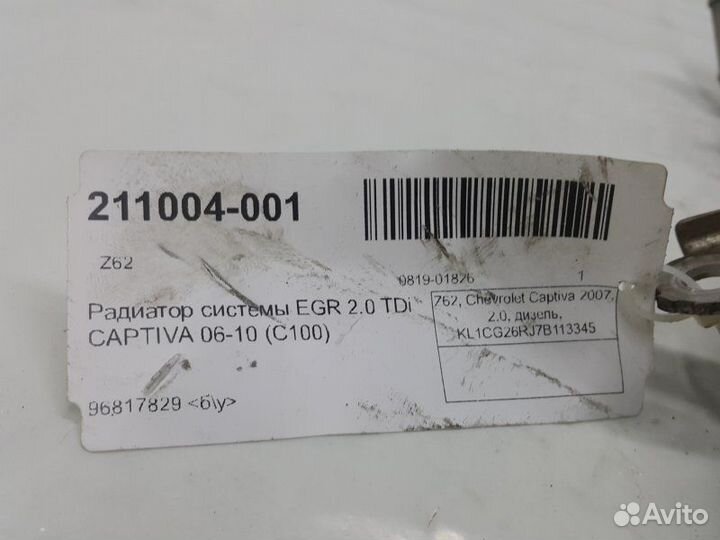 211004-001
Z62
0819-01826 1
Радиатор системы EGR 2.0 TDi
CAPTIVA 06-10 (C100)
Z62, Chevrolet Captiva 2007,
2.0, дизель,
KL1CG26RJ7B113345
96817829 <б\у>
Avito